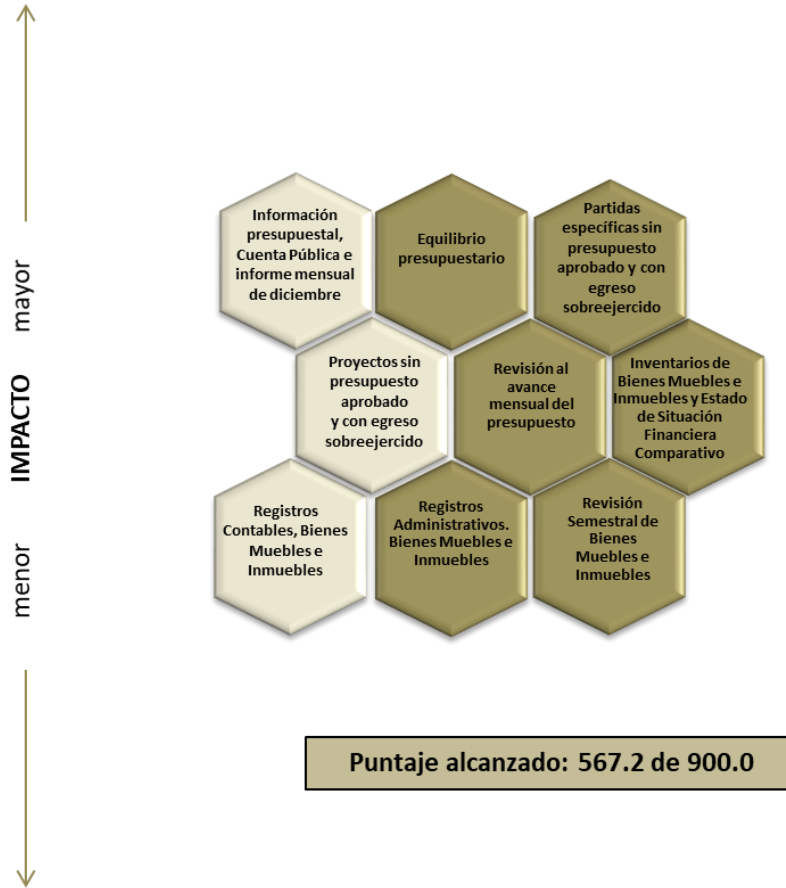 mayor
IMPACTO
menor
Información
presupuestal,
Cuenta Pública e
informe mensual
de diciembre
Equilibrio
presupuestario
Partidas
específicas sin
presupuesto
aprobado y con
egreso
sobreejercido
Proyectos sin
presupuesto
aprobado
y con egreso
sobreejercido
Revisión al
avance
mensual del
presupuesto
Inventarios de
Bienes Muebles e
Inmuebles y Estado
de Situación
Financiera
Comparativo
Registros
Contables, Bienes
Muebles e
Inmuebles
Registros
Administrativos.
Bienes Muebles e
Inmuebles
Revisión
Semestral de
Bienes
Muebles e
Inmuebles
Puntaje alcanzado: 567.2 de 900.0